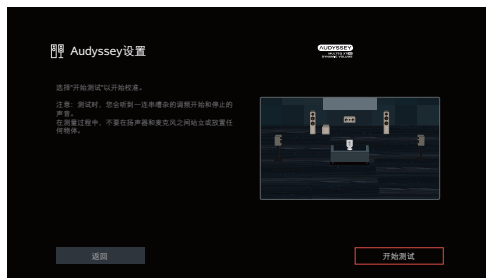 Audyssey设置
AUDYSSEY
MULTEQ XT32
DYNAMIC VOLUME
选择“开始测试”以开始校准。
注意：测试时，您会听到一连串嘈杂的调频开始和停止的
声音。
在测量过程中，不要在扬声器和麦克风之间站立或放置任
何物体。
返回
开始测试